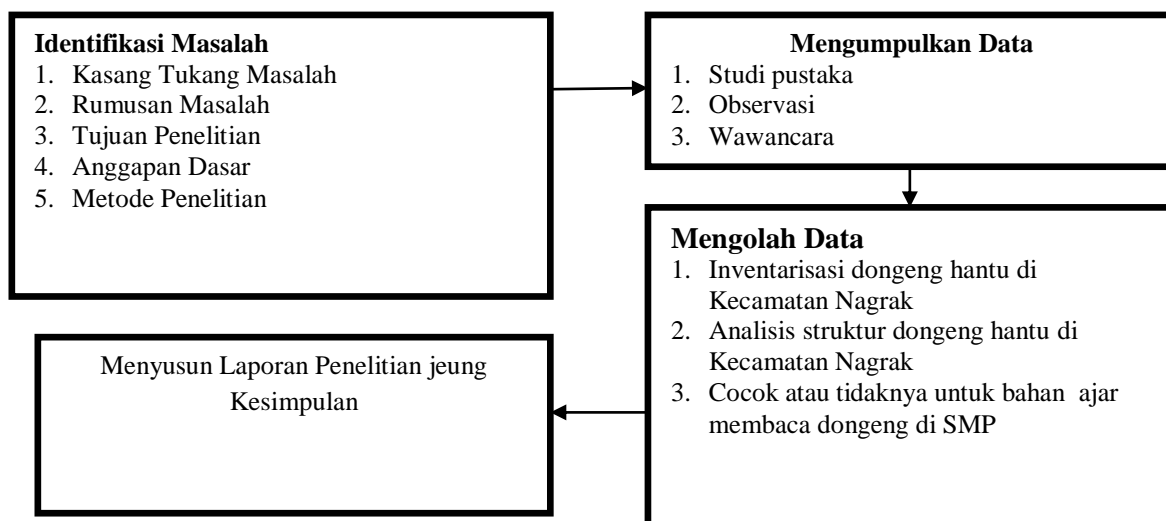 Identifikasi Masalah
1. Kasang Tukang Masalah
2. Rumusan Masalah
3. Tujuan Penelitian
4. Anggapan Dasar
5. Metode Penelitian
Mengumpulkan Data
1. Studi pustaka
2. Observasi
3. Wawancara
Mengolah Data
1. Inventarisasi dongeng hantu di
Kecamatan Nagrak
2. Analisis struktur dongeng hantu di
Kecamatan Nagrak
3. Cocok atau tidaknya untuk bahan ajar
membaca dongeng di SMP
Menyusun Laporan Penelitian jeung
Kesimpulan